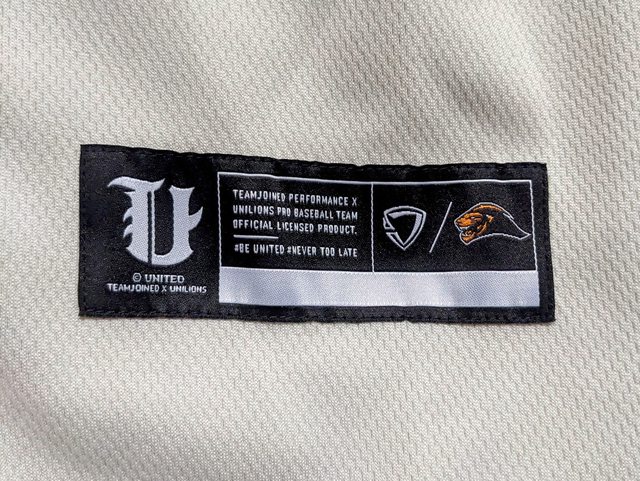 U
© UNITED
TEAMJOINED X UNILIONS
TEAMJOINED PERFORMANCE X
UNILIONS PRO BASEBALL TEAM
OFFICIAL LICENSED PRODUCT.
#BE UNITED #NEVER TOO LATE
/